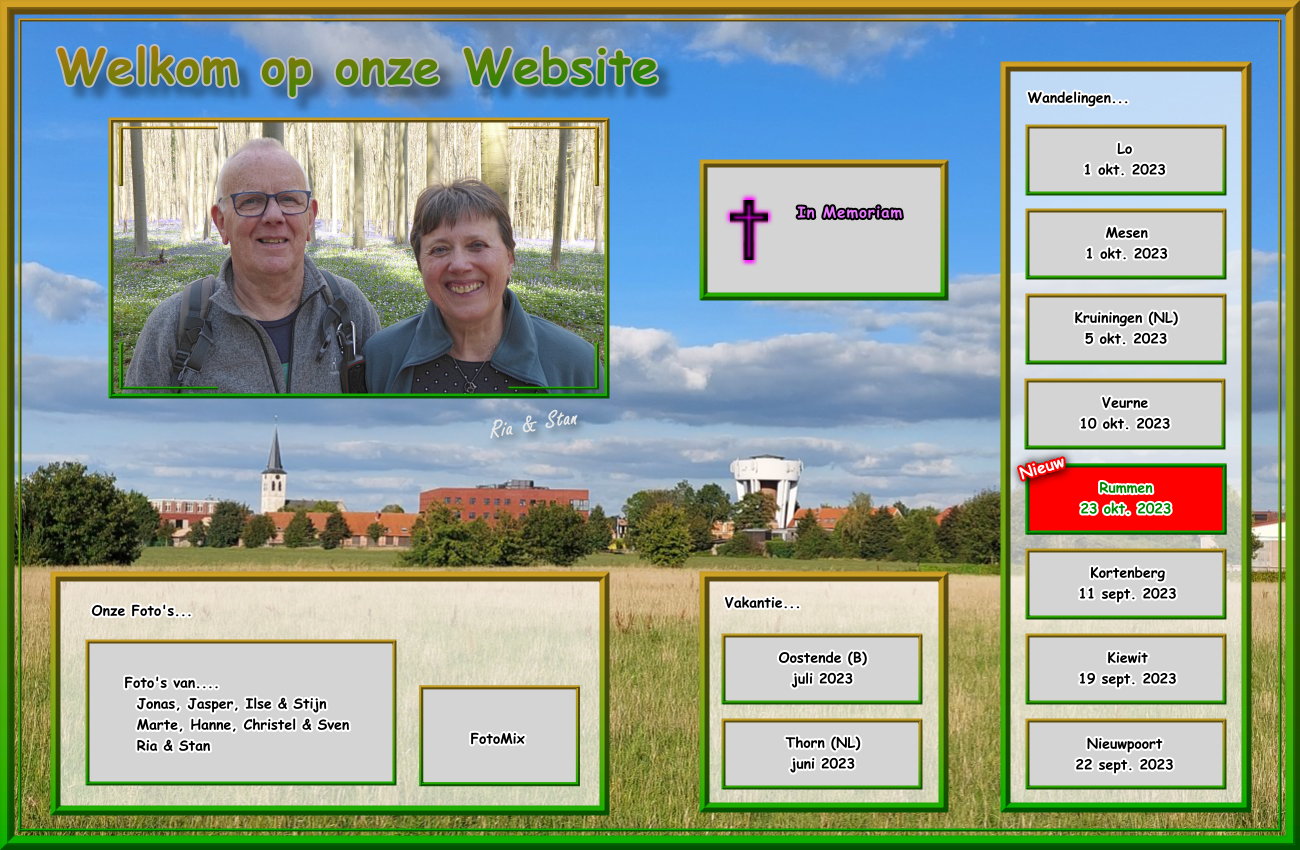 Welkom op onze Website
Ria & Stan
In Memoriam
Onze Foto's...
Foto's van....
Jonas, Jasper, Ilse & Stijn
Marte, Hanne, Christel & Sven
Ria & Stan
FotoMix
Vakantie...
Oostende (B)
juli 2023
Thorn (NL)
juni 2023
Wandelingen...
Lo
1 okt. 2023
Mesen
1 okt. 2023
Kruiningen (NL)
5 okt. 2023
Veurne
10 okt. 2023
Nieuw
Rummen
23 okt. 2023
Kortenberg
11 sept. 2023
Kiewit
19 sept. 2023
Nieuwpoort
22 sept. 2023